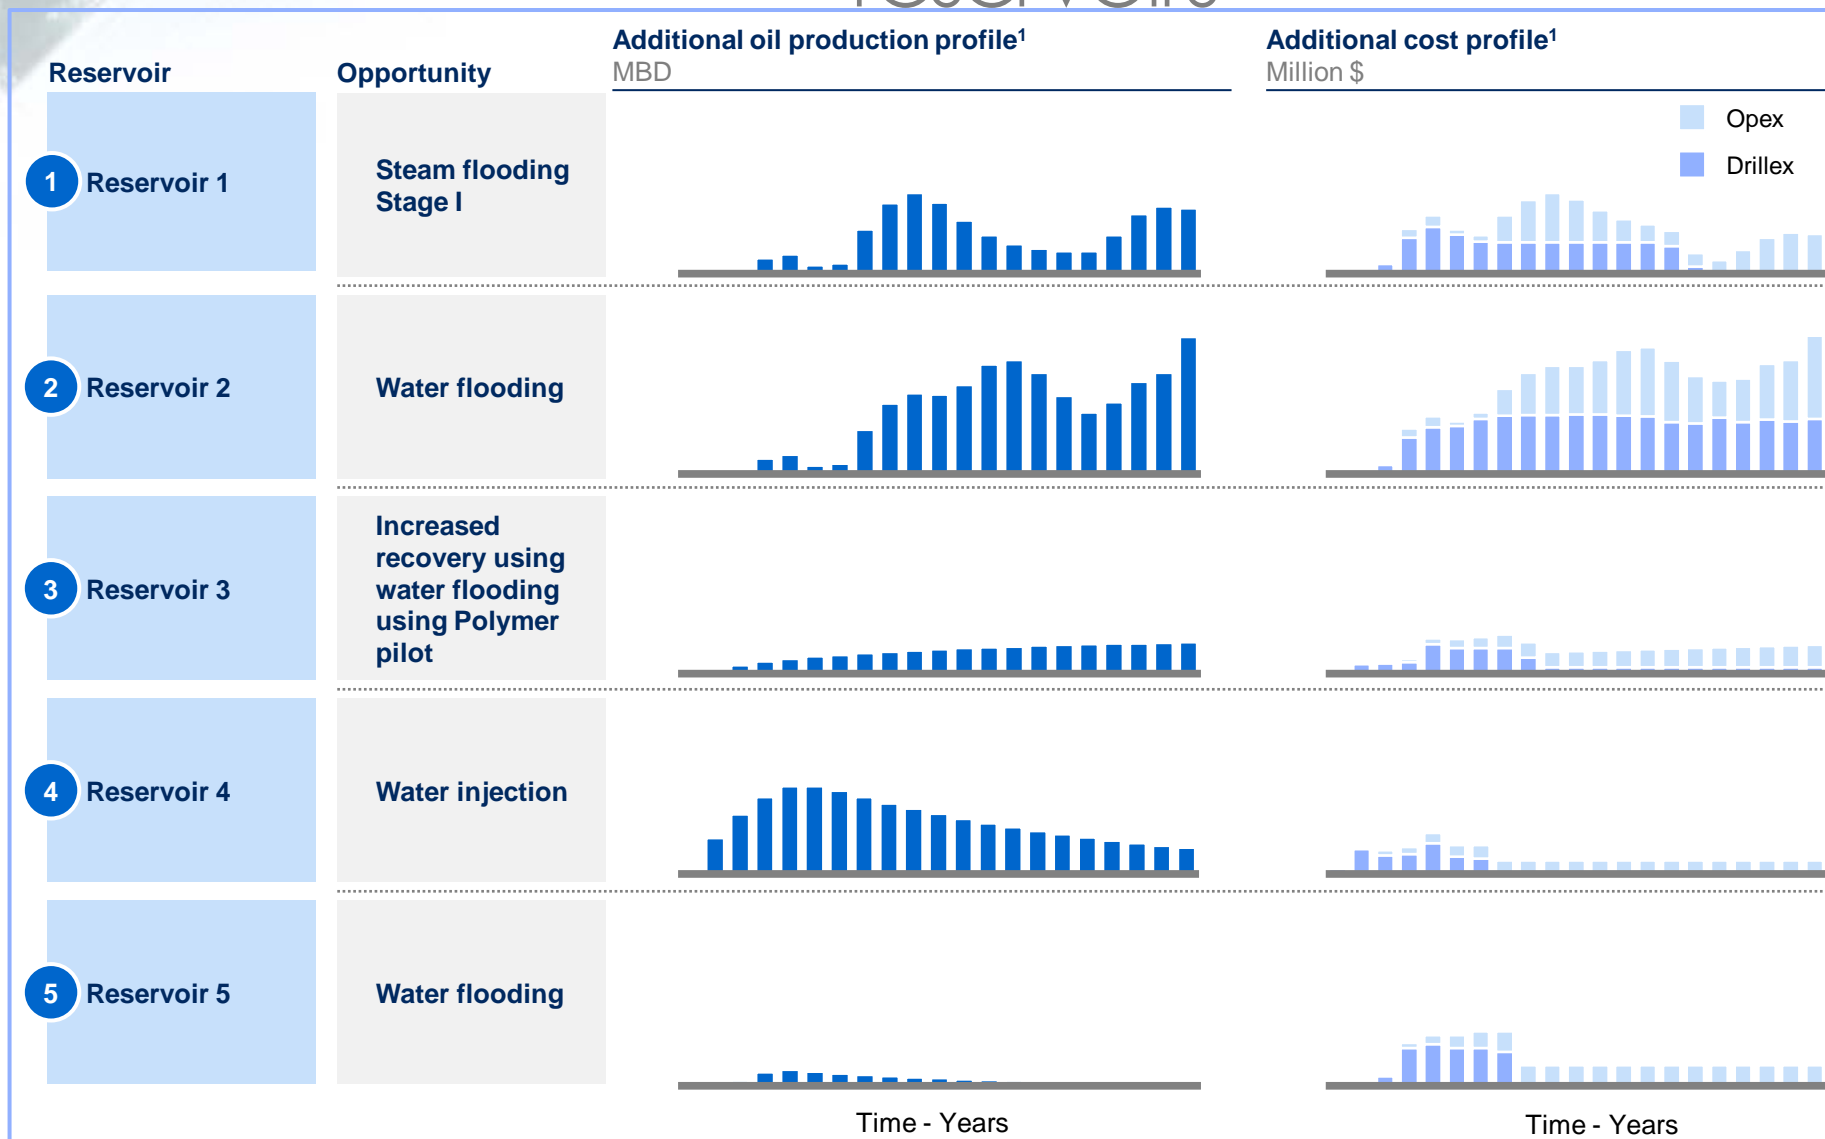 reservoirs
Reservoir
Opportunity
Additional oil production profile¹
MBD
Additional cost profile¹
Million $
Opex
Drillex
1
Reservoir 1
Steam flooding
Stage I
2
Reservoir 2
Water flooding
3
Reservoir 3
Increased
recovery using
water flooding
using Polymer
pilot
4
Reservoir 4
Water injection
5
Reservoir 5
Water flooding
Time - Years
Time - Years